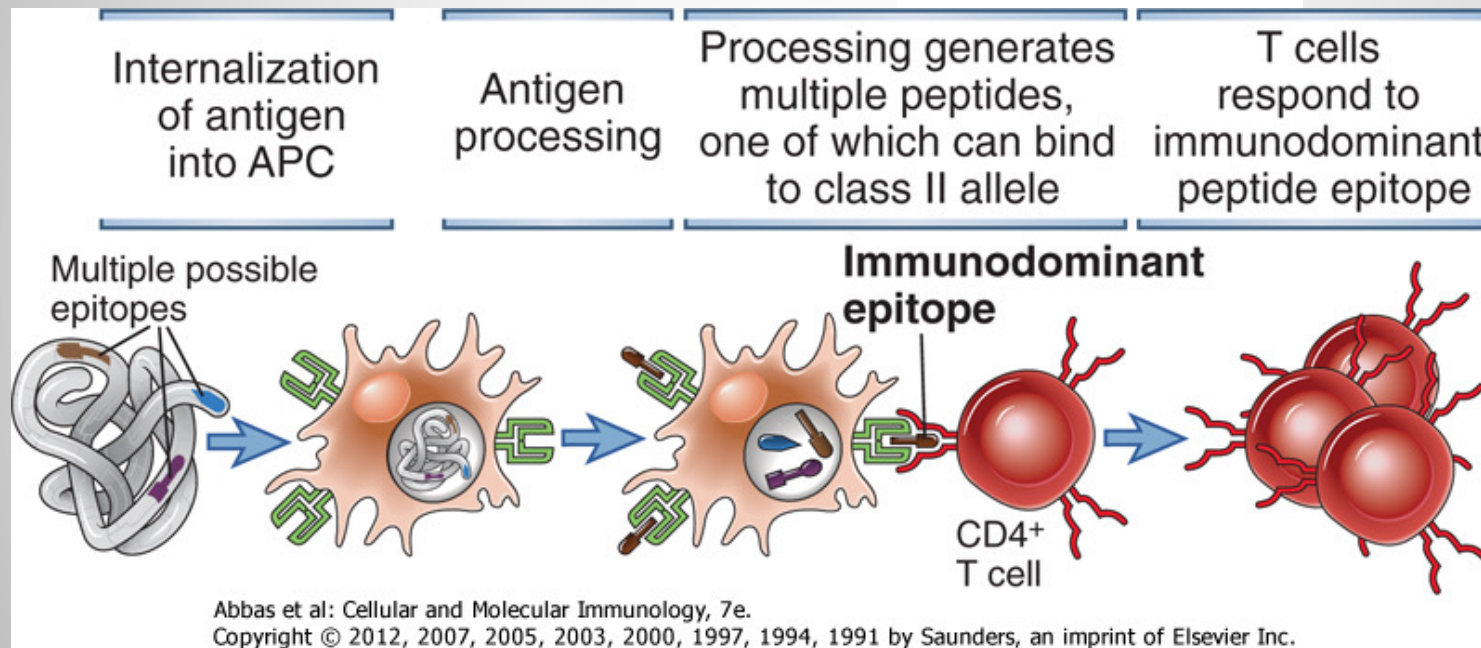 Internalization
of antigen
into APC
Antigen
processing
Processing generates
multiple peptides,
one of which can bind
to class II allele
T cells
respond to
immunodominant
peptide epitope
Multiple possible
epitopes
Immunodominant
epitope
CD4+
T cell
Abbas et al: Cellular and Molecular Immunology, 7e.
Copyright © 2012, 2007, 2005, 2003, 2000, 1997, 1994, 1991 by Saunders, an imprint of Elsevier Inc.